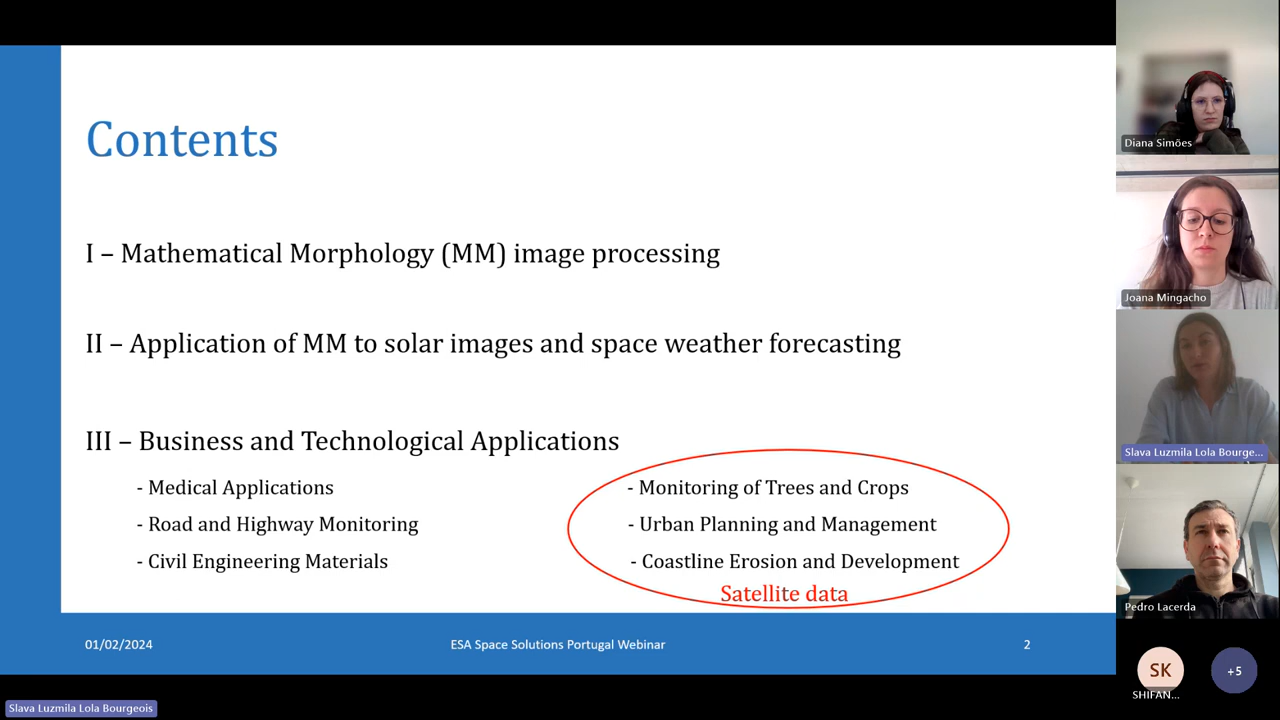 Contents
I – Mathematical Morphology (MM) image processing
II – Application of MM to solar images and space weather forecasting
III – Business and Technological Applications
- Medical Applications
- Road and Highway Monitoring
- Civil Engineering Materials
- Monitoring of Trees and Crops
- Urban Planning and Management
- Coastline Erosion and Development
Satellite data
01/02/2024
ESA Space Solutions Portugal Webinar
2
Slava Luzmila Lola Bourgeois
Diana Simões
Joana Mingacho
Slava Luzmila Lola Bourge...
Pedro Lacerda
SK
SHIFAN...
+5